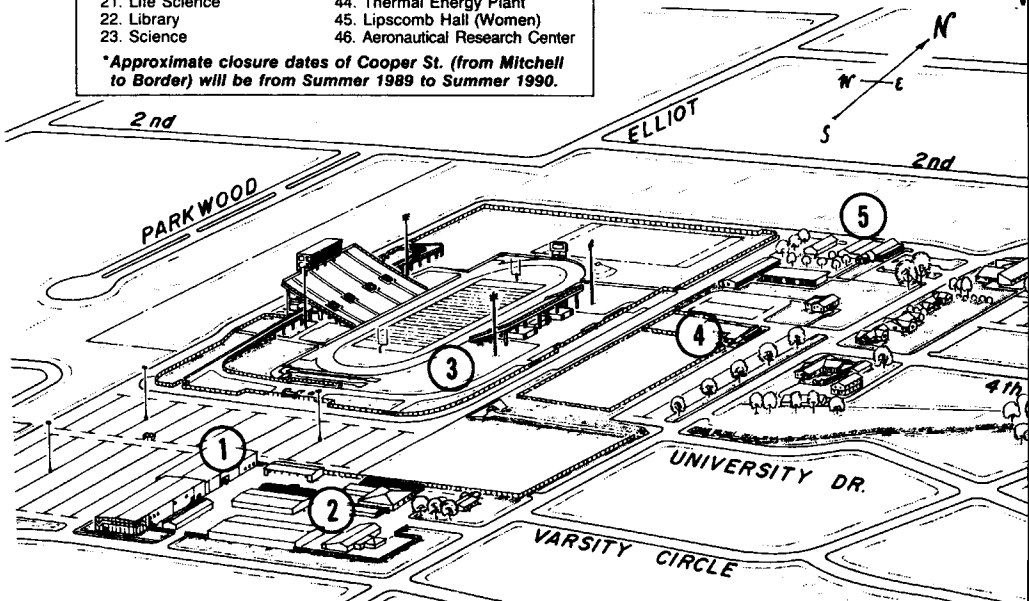 21. Life Science
22. Library
23. Science
44. Thermal Energy Plant
45. Lipscomb Hall (Women)
46. Aeronautical Research Center
*Approximate closure dates of Cooper St. (from Mitchell
to Border) will be from Summer 1989 to Summer 1990.
N
W E
S
2nd
ELLIOT
2nd
PARKWOOD
5
4
3
4th
1
UNIVERSITY DR.
2
VARSITY CIRCLE